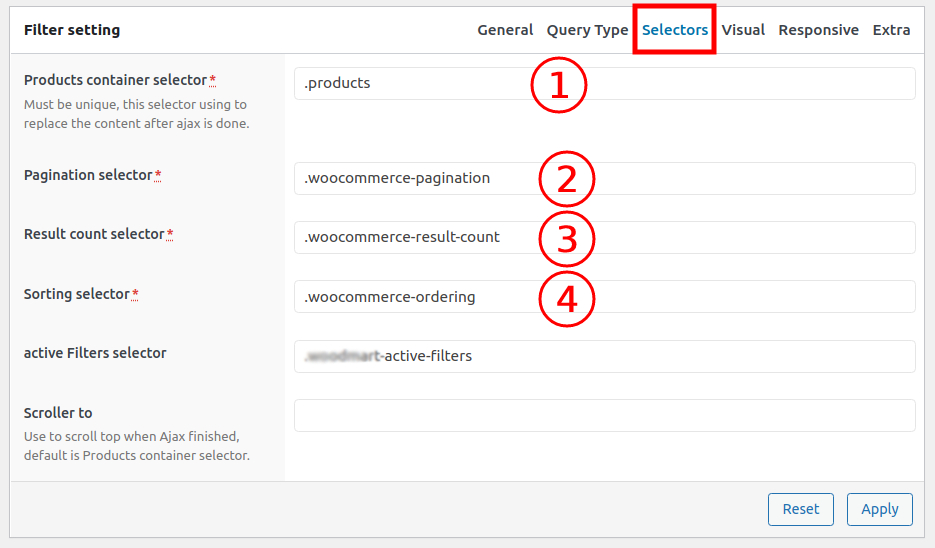 Filter setting General Query Type Selectors Visual Responsive Extra
Products container selector * .products 1
Must be unique, this selector using to
replace the content after ajax is done.
Pagination selector * .woocommerce-pagination 2
Result count selector * .woocommerce-result-count 3
Sorting selector * .woocommerce-ordering 4
active Filters selector -active-filters
Scroller to
Use to scroll top when Ajax finished,
default is Products container selector.
Reset Apply